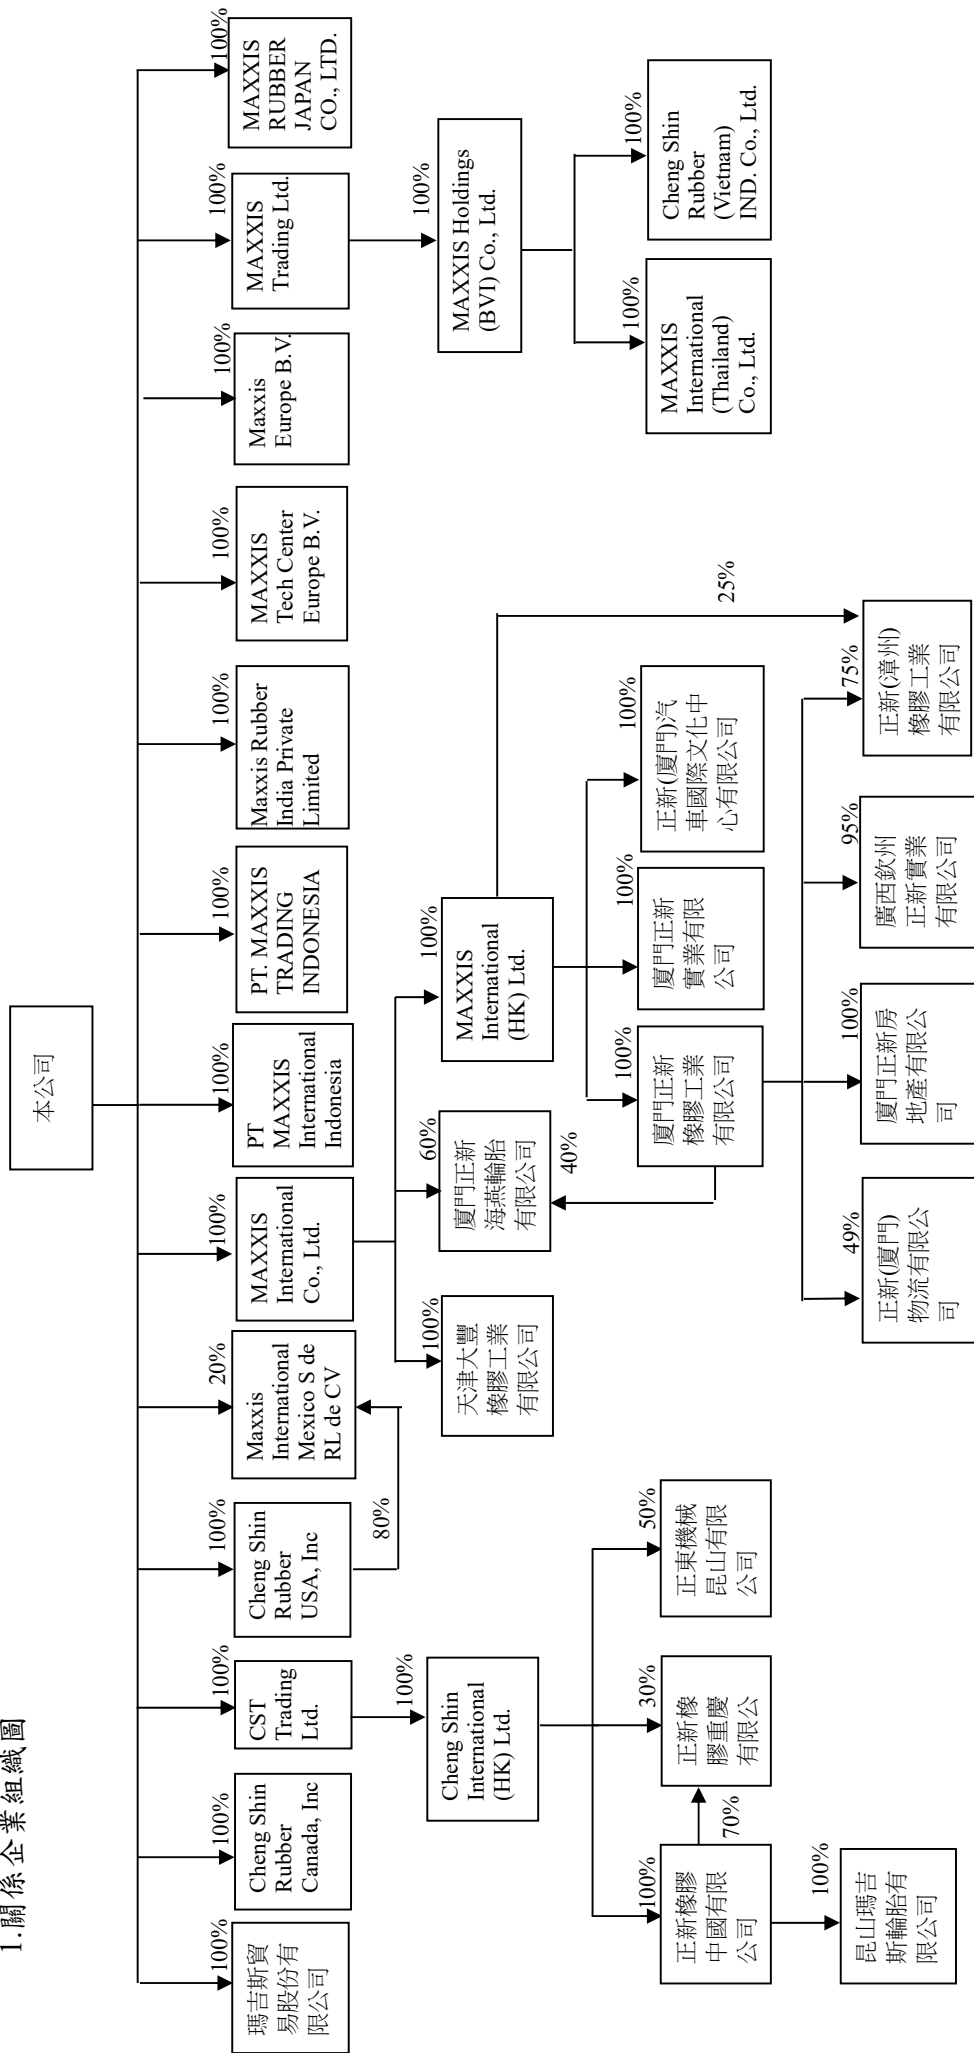 1.關係企業組織圖
本公司
100%
瑪吉斯貿
易股份有
限公司
100%
Cheng Shin
Rubber
Canada, Inc
100%
CST
Trading
Ltd.
100%
Cheng Shin
Rubber
USA, Inc
20%
Maxxis
International
Mexico S de
RL de CV
80%
100%
MAXXIS
International
Co., Ltd.
100%
PT
MAXXIS
International
Indonesia
100%
PT. MAXXIS
TRADING
INDONESIA
100%
Maxxis Rubber
India Private
Limited
100%
MAXXIS
Tech Center
Europe B.V.
100%
Maxxis
Europe B.V.
100%
MAXXIS
Trading Ltd.
100%
MAXXIS
RUBBER
JAPAN
CO., LTD.
100%
Cheng Shin
International
(HK) Ltd.
100%
天津大豐
橡膠工業
有限公司
60%
廈門正新
海燕輪胎
有限公司
40%
100%
MAXXIS
International
(HK) Ltd.
100%
MAXXIS Holdings
(BVI) Co., Ltd.
100%
正新橡膠
中國有限
公司
70%
30%
正新橡
膠重慶
有限公
50%
正東機械
昆山有限
公司
100%
廈門正新
橡膠工業
有限公司
100%
廈門正新
實業有限
公司
100%
正新(廈門)汽
車國際文化中
心有限公司
25%
100%
MAXXIS
International
(Thailand)
Co., Ltd.
100%
Cheng Shin
Rubber
(Vietnam)
IND. Co., Ltd.
100%
昆山瑪吉
斯輪胎有
限公司
49%
正新(廈門)
物流有限公
司
100%
廈門正新房
地產有限公
司
95%
廣西欽州
正新實業
有限公司
75%
正新(漳州)
橡膠工業
有限公司